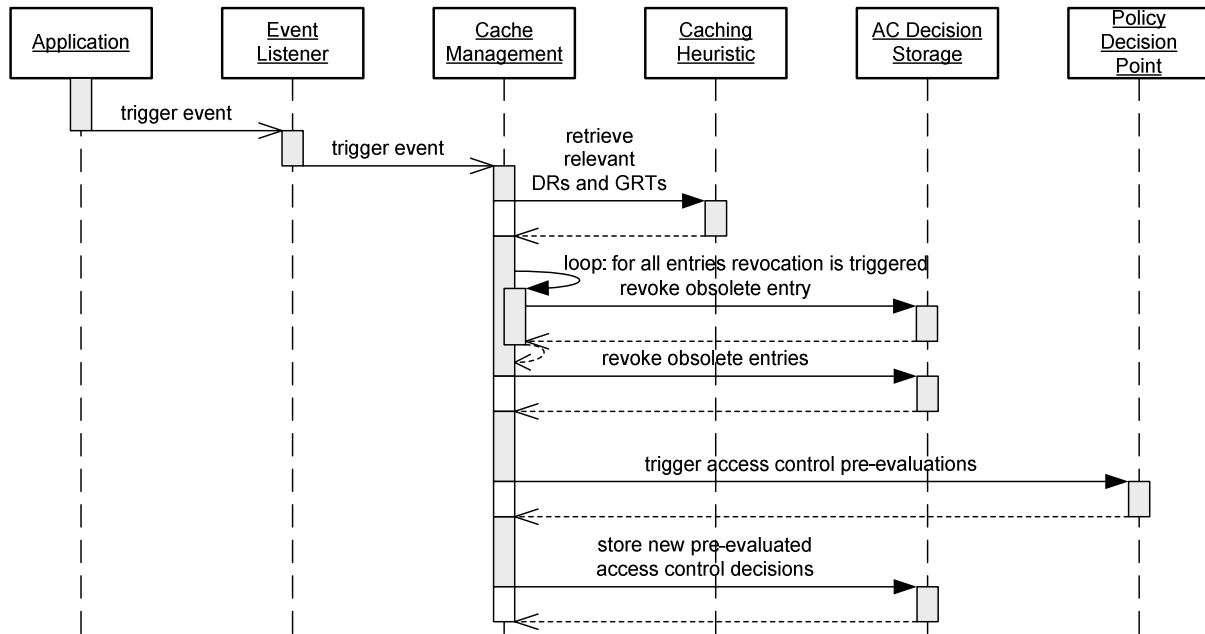 Application
Event
Listener
Cache
Management
Caching
Heuristic
AC Decision
Storage
Policy
Decision
Point
trigger event
trigger event
retrieve
relevant
DRs and GRTs
loop: for all entries revocation is triggered
revoke obsolete entry
revoke obsolete entries
trigger access control pre-evaluations
store new pre-evaluated
access control decisions